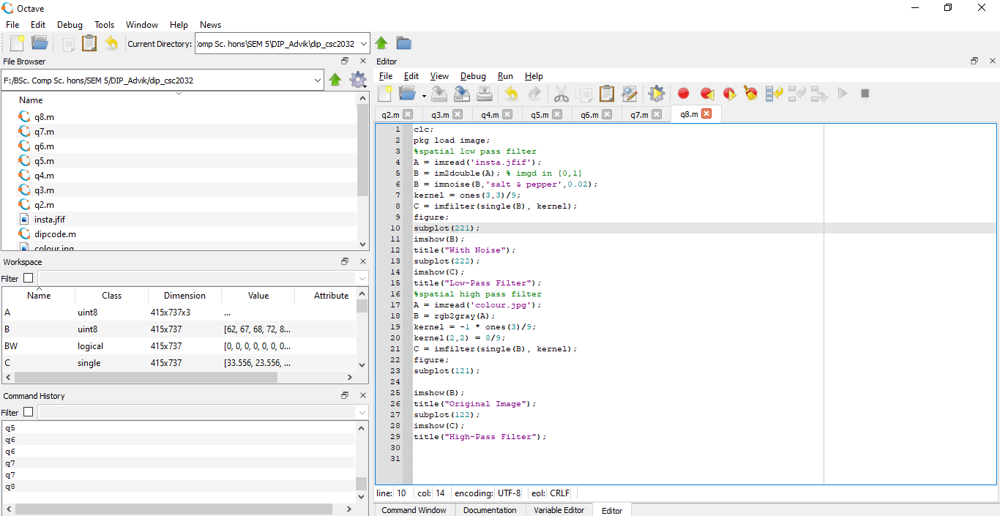 Octave
File Edit Debug Tools Window Help News
Current Directory: :omp Sc. hons\SEM 5\DIP_Advik\dip_csc2032
File Browser
F:/BSc. Comp Sc. hons/SEM 5/DIP_Advik/dip_csc2032
Name
q8.m
q7.m
q6.m
q5.m
q4.m
q3.m
q2.m
insta.jfif
dipcode.m
colour.jpg
Workspace
Filter
Name Class Dimension Value Attribute
A uint8 415x737x3 ...
B uint8 415x737 [62, 67, 68, 72, 8...
BW logical 415x737 [0, 0, 0, 0, 0, 0, 0...
C single 415x737 [33.556, 23.556, ...
Command History
Filter
q5
q6
q6
q7
q7
q8
Editor
File Edit View Debug Run Help
q2.m q3.m q4.m q5.m q6.m q7.m q8.m
1 clc;
2 pkg load image;
3 %spatial low pass filter
4 A = imread('insta.jfif');
5 B = im2double(A); % imgd in [0,1]
6 B = imnoise(B,'salt & pepper',0.02);
7 kernel = ones(3,3)/9;
8 C = imfilter(single(B), kernel);
9 figure;
10 subplot(221);
11 imshow(B);
12 title("With Noise");
13 subplot(222);
14 imshow(C);
15 title("Low-Pass Filter");
16 %spatial high pass filter
17 A = imread('colour.jpg');
18 B = rgb2gray(A);
19 kernel = -1 * ones(3)/9;
20 kernel(2,2) = 8/9;
21 C = imfilter(single(B), kernel);
22 figure;
23 subplot(121);
24
25 imshow(B);
26 title("Original Image");
27 subplot(122);
28 imshow(C);
29 title("High-Pass Filter");
30
31
line: 10 col: 14 encoding: UTF-8 eol: CRLF
Command Window Documentation Variable Editor Editor